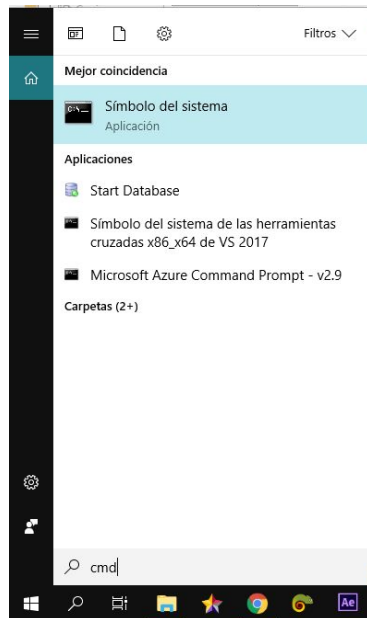 Filtros
Mejor coincidencia
Símbolo del sistema
Aplicación
Aplicaciones
Start Database
Símbolo del sistema de las herramientas
cruzadas x86_x64 de VS 2017
Microsoft Azure Command Prompt - v2.9
Carpetas (2+)
cmd
Ae